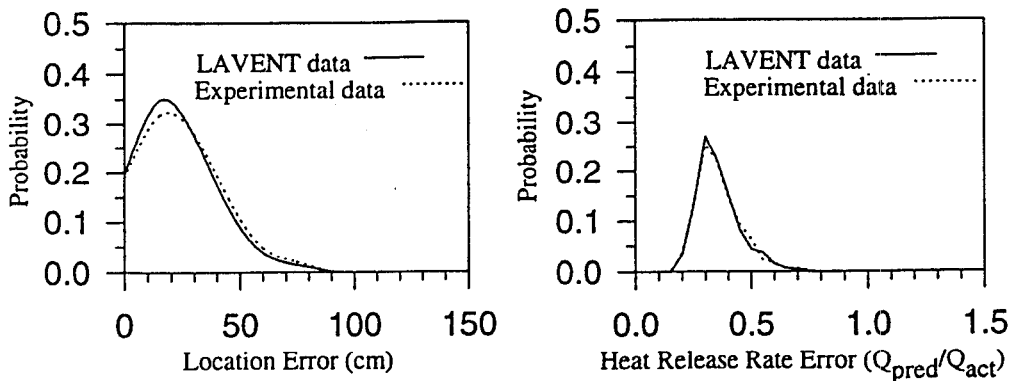 0.5
0.4
0.3
0.2
0.1
0.0
Probability
LAVENT data
Experimental data
0 50 100 150
Location Error (cm)
0.5
0.4
0.3
0.2
0.1
0.0
Probability
LAVENT data
Experimental data
0.0 0.5 1.0 1.5
Heat Release Rate Error (Qpred/Qact)